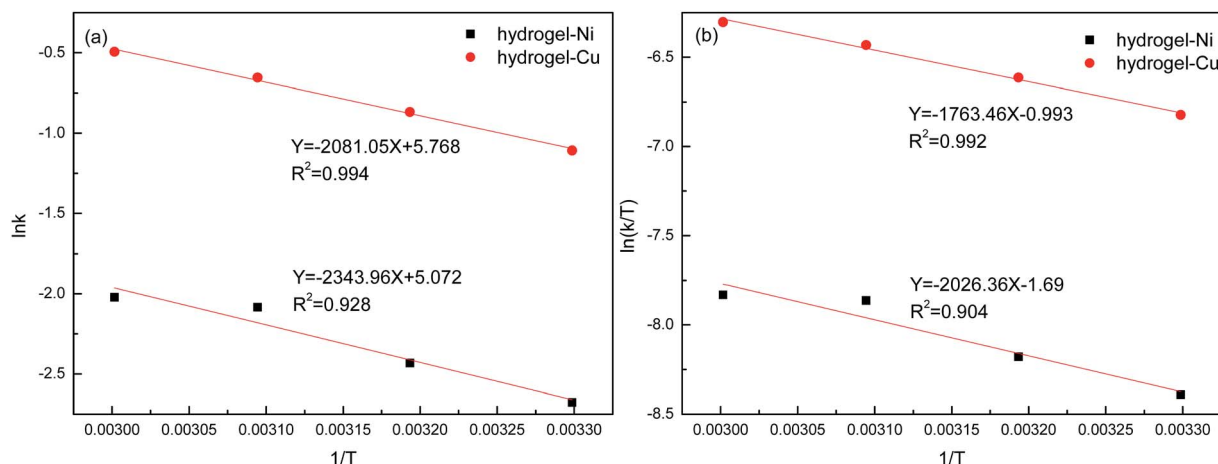 (a)
hydrogel-Ni
hydrogel-Cu
-0.5
-1.0
-1.5
-2.0
-2.5
lnk
Y=-2081.05X+5.768
R²=0.994
Y=-2343.96X+5.072
R²=0.928
0.00300 0.00305 0.00310 0.00315 0.00320 0.00325 0.00330
1/T
(b)
hydrogel-Ni
hydrogel-Cu
-6.5
-7.0
-7.5
-8.0
-8.5
ln(k/T)
Y=-1763.46X-0.993
R²=0.992
Y=-2026.36X-1.69
R²=0.904
0.00300 0.00305 0.00310 0.00315 0.00320 0.00325 0.00330
1/T